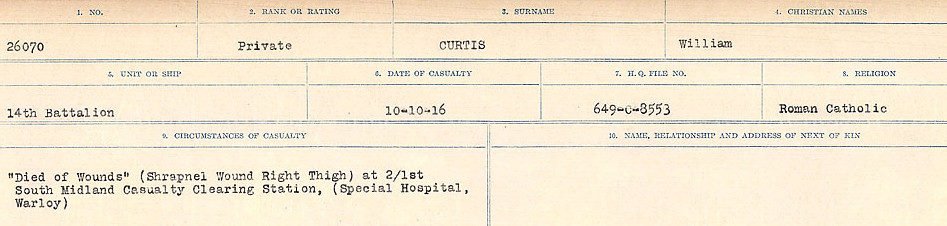 1. NO. 2. RANK OR RATING 3. SURNAME 4. CHRISTIAN NAMES
26070 Private CURTIS William
5. UNIT OR SHIP 6. DATE OF CASUALTY 7. H. Q. FILE NO. 8. RELIGION
14th Battalion 10-10-16 649-C-8553 Roman Catholic
9. CIRCUMSTANCES OF CASUALTY 10. NAME, RELATIONSHIP AND ADDRESS OF NEXT OF KIN
"Died of Wounds" (Shrapnel Wound Right Thigh) at 2/1st
South Midland Casualty Clearing Station, (Special Hospital,
Warloy)